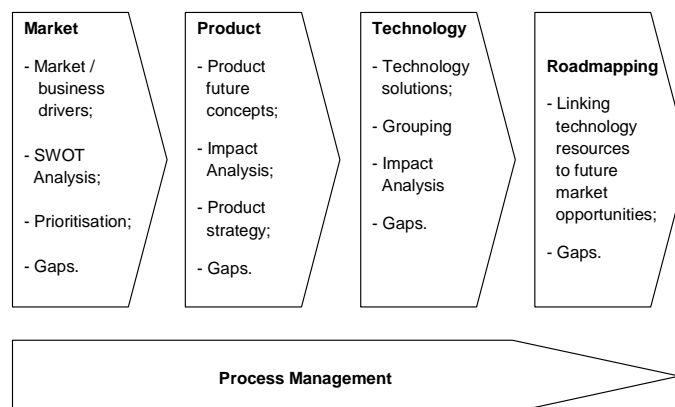 Market
- Market /
business
drivers;
- SWOT
Analysis;
- Prioritisation;
- Gaps.
Product
- Product
future
concepts;
- Impact
Analysis;
- Product
strategy;
- Gaps.
Technology
- Technology
solutions;
- Grouping
- Impact
Analysis
- Gaps.
Roadmapping
- Linking
technology
resources
to future
market
opportunities;
- Gaps.
Process Management